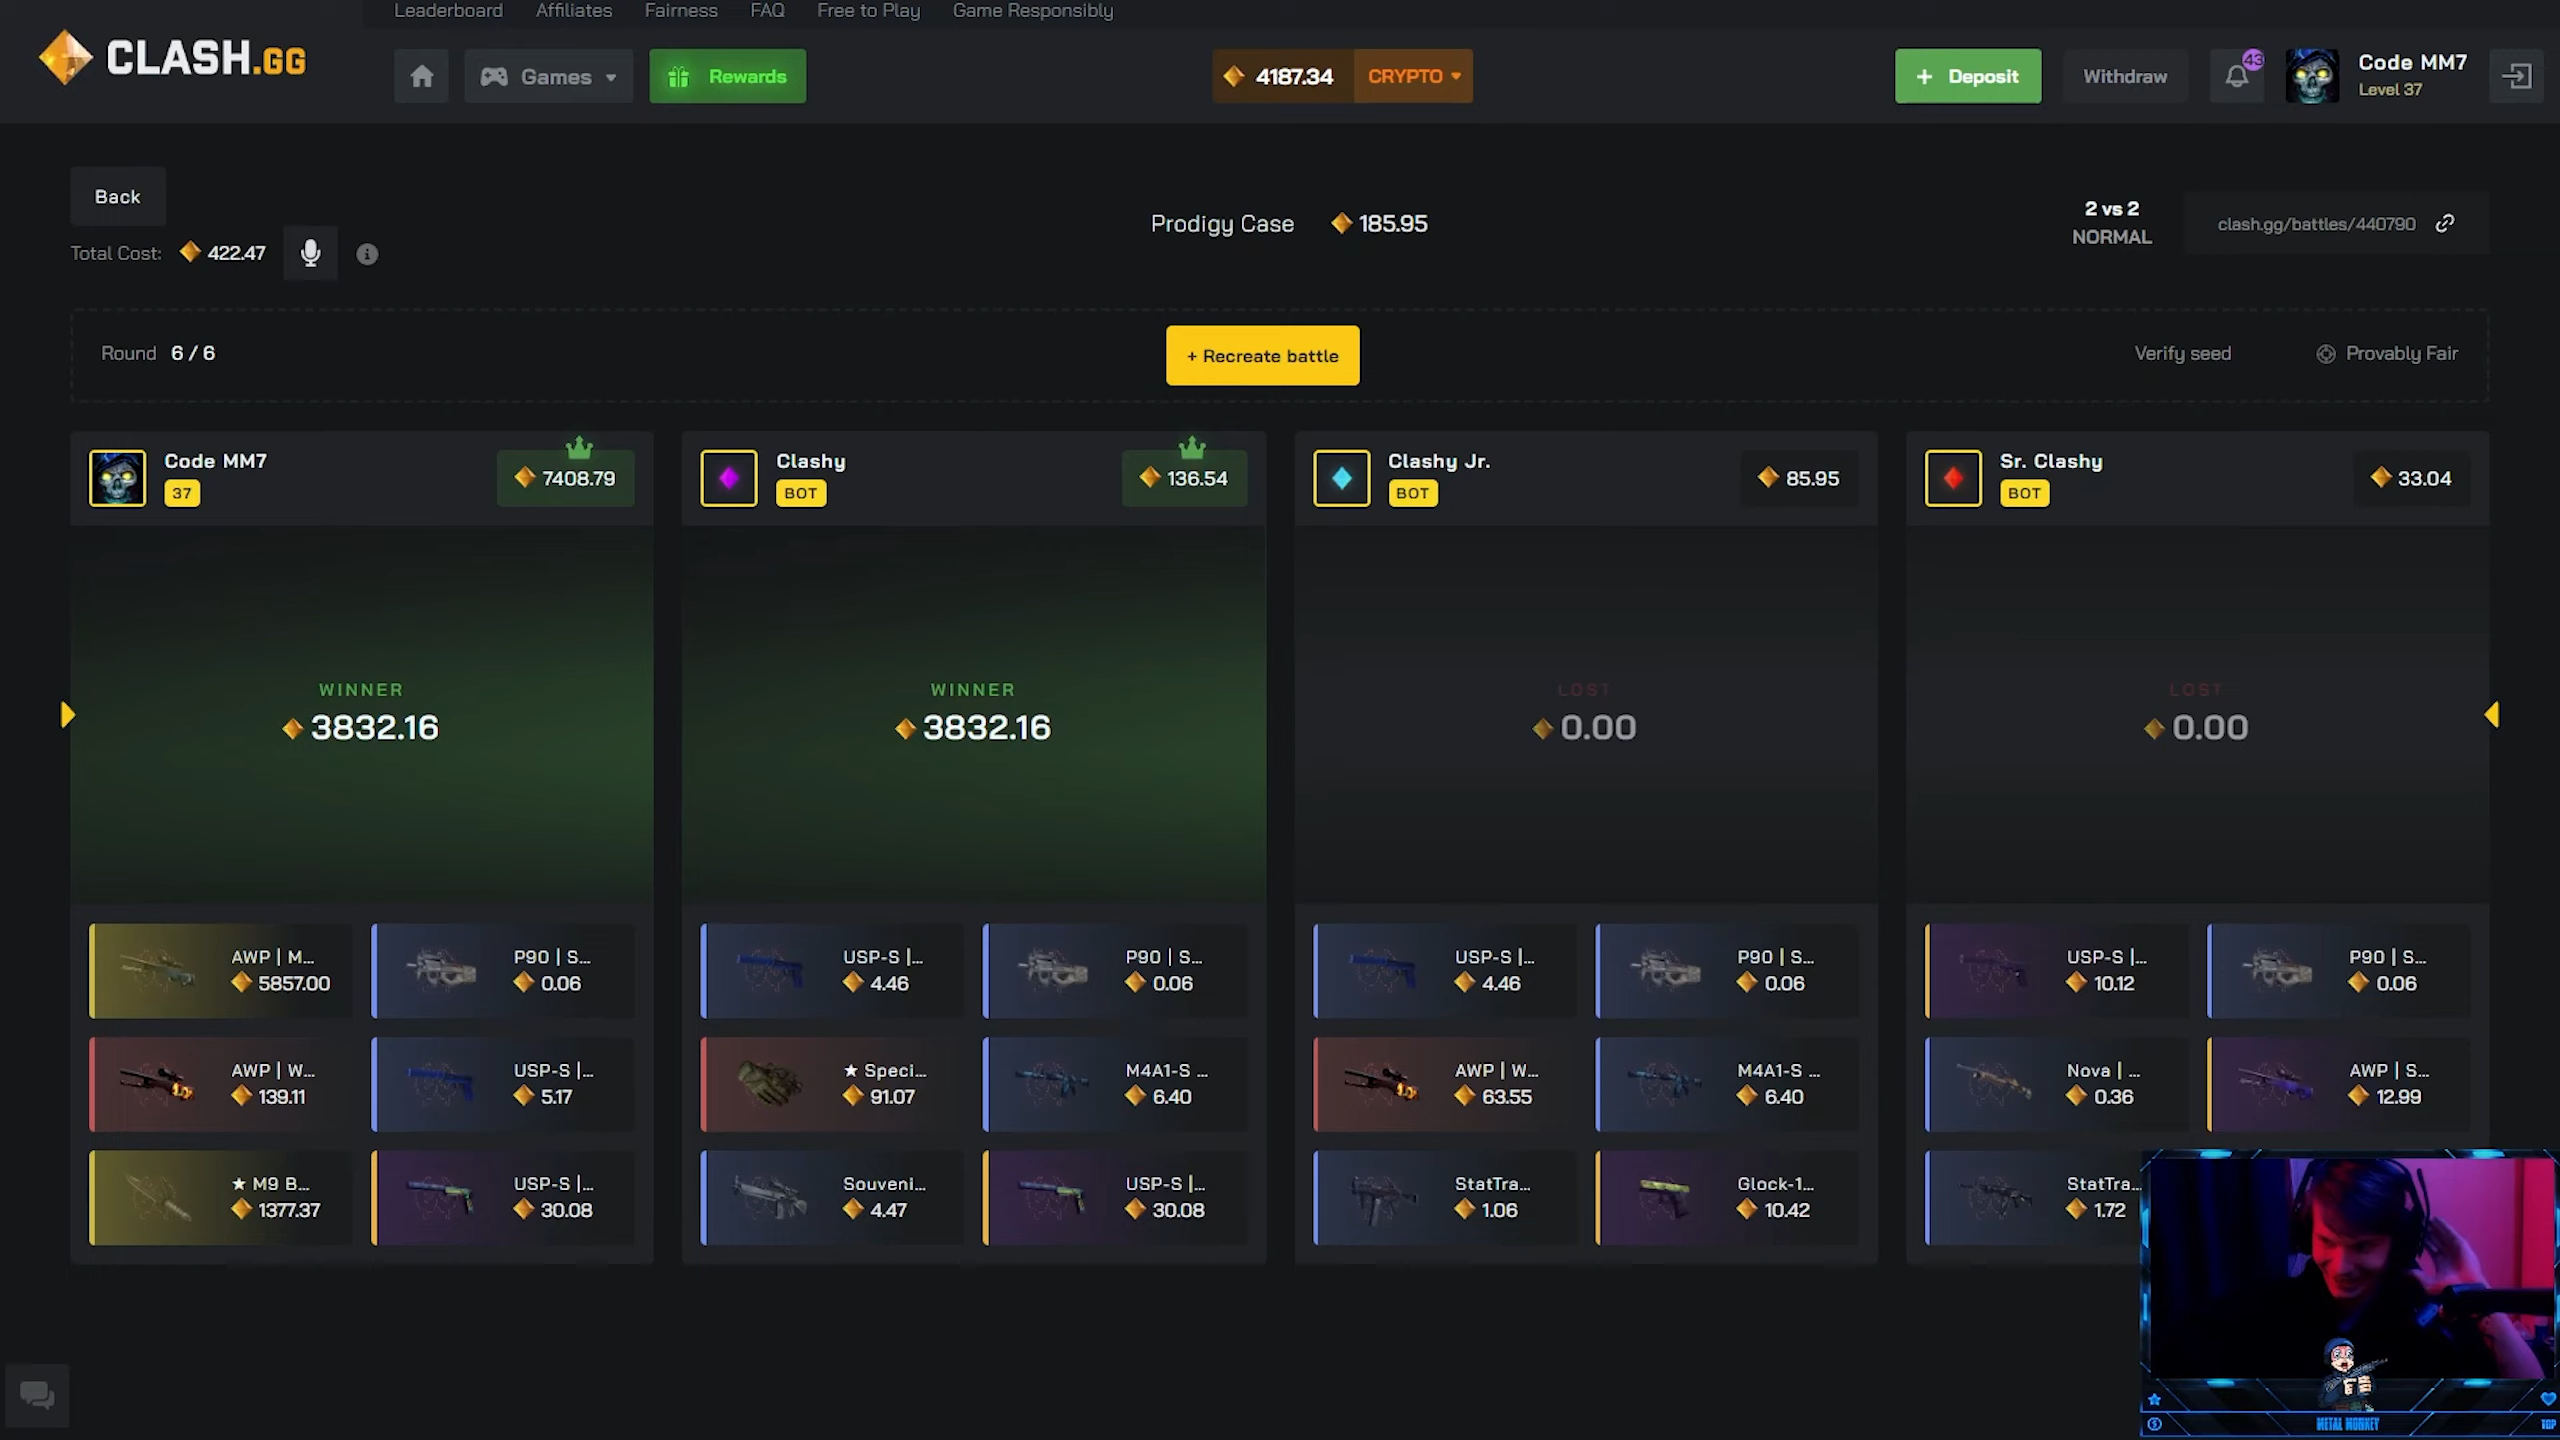 Leaderboard Affiliates Fairness FAQ Free to Play Game Responsibly
CLASH.GG
Games
Rewards
4187.34 CRYPTO
+ Deposit
Withdraw
43
Code MM7
Level 37
Back
Total Cost: 422.47
Prodigy Case 185.95
2 vs 2
NORMAL
clash.gg/battles/440790
Round 6 / 6
+ Recreate battle
Verify seed
Provably Fair
Code MM7
37
7408.79
Clashy
BOT
136.54
Clashy Jr.
BOT
85.95
Sr. Clashy
BOT
33.04
WINNER
3832.16
WINNER
3832.16
LOST
0.00
LOST
0.00
AWP | M...
5857.00
P90 | S...
0.06
AWP | W...
139.11
USP-S |...
5.17
★ M9 B...
1377.37
USP-S |...
30.08
USP-S |...
4.46
P90 | S...
0.06
★ Speci...
91.07
M4A1-S ...
6.40
Souveni...
4.47
USP-S |...
30.08
USP-S |...
4.46
P90 | S...
0.06
AWP | W...
63.55
M4A1-S ...
6.40
StatTra...
1.06
Glock-1...
10.42
USP-S |...
10.12
P90 | S...
0.06
Nova | ...
0.36
AWP | S...
12.99
StatTra...
1.72
METAL MONKEY
TOP